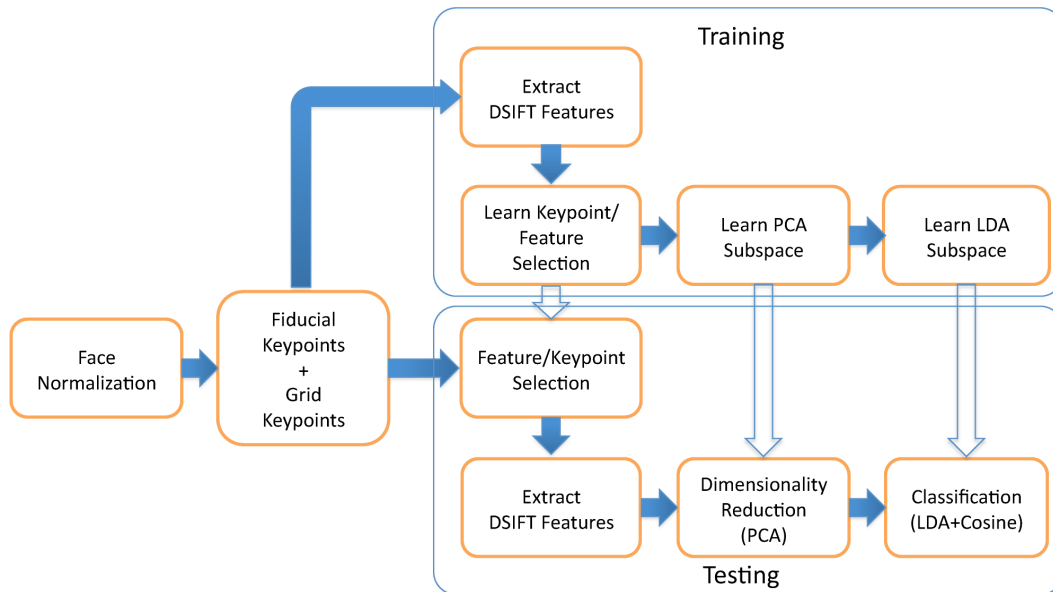 Training
Extract
DSIFT Features
Learn Keypoint/
Feature
Selection
Learn PCA
Subspace
Learn LDA
Subspace
Face
Normalization
Fiducial
Keypoints
+
Grid
Keypoints
Feature/Keypoint
Selection
Extract
DSIFT Features
Dimensionality
Reduction
(PCA)
Classification
(LDA+Cosine)
Testing